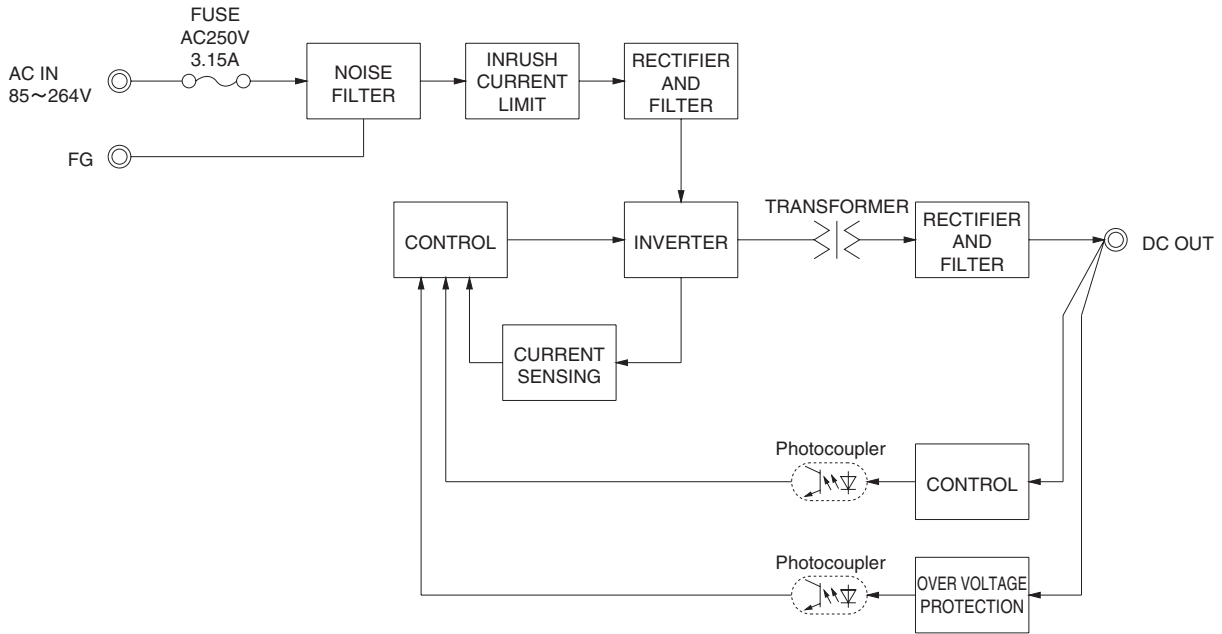 FUSE
AC250V
3.15A
AC IN
85～264V
NOISE
FILTER
INRUSH
CURRENT
LIMIT
RECTIFIER
AND
FILTER
FG
CONTROL
INVERTER
TRANSFORMER
RECTIFIER
AND
FILTER
DC OUT
CURRENT
SENSING
Photocoupler
CONTROL
Photocoupler
OVER VOLTAGE
PROTECTION